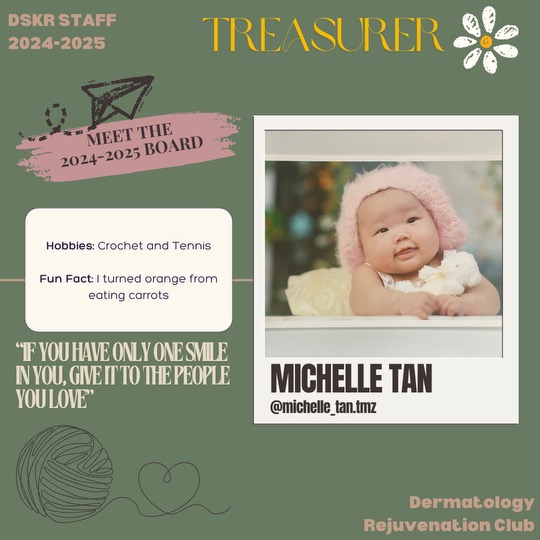 DSKR STAFF
2024-2025
TREASURER
MEET THE
2024-2025 BOARD
Hobbies: Crochet and Tennis
Fun Fact: I turned orange from
eating carrots
“IF YOU HAVE ONLY ONE SMILE
IN YOU, GIVE IT TO THE PEOPLE
YOU LOVE”
MICHELLE TAN
@michelle_tan.tmz
Dermatology
Rejuvenation Club